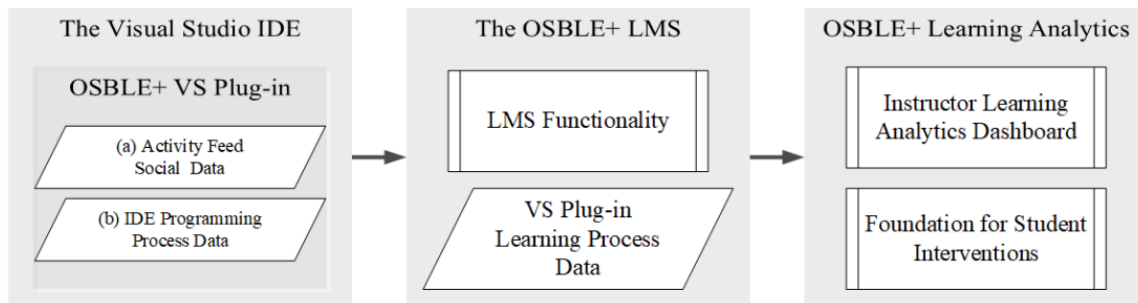 The Visual Studio IDE
OSBLE+ VS Plug-in
(a) Activity Feed
Social Data
(b) IDE Programming
Process Data
The OSBLE+ LMS
LMS Functionality
VS Plug-in
Learning Process
Data
OSBLE+ Learning Analytics
Instructor Learning
Analytics Dashboard
Foundation for Student
Interventions